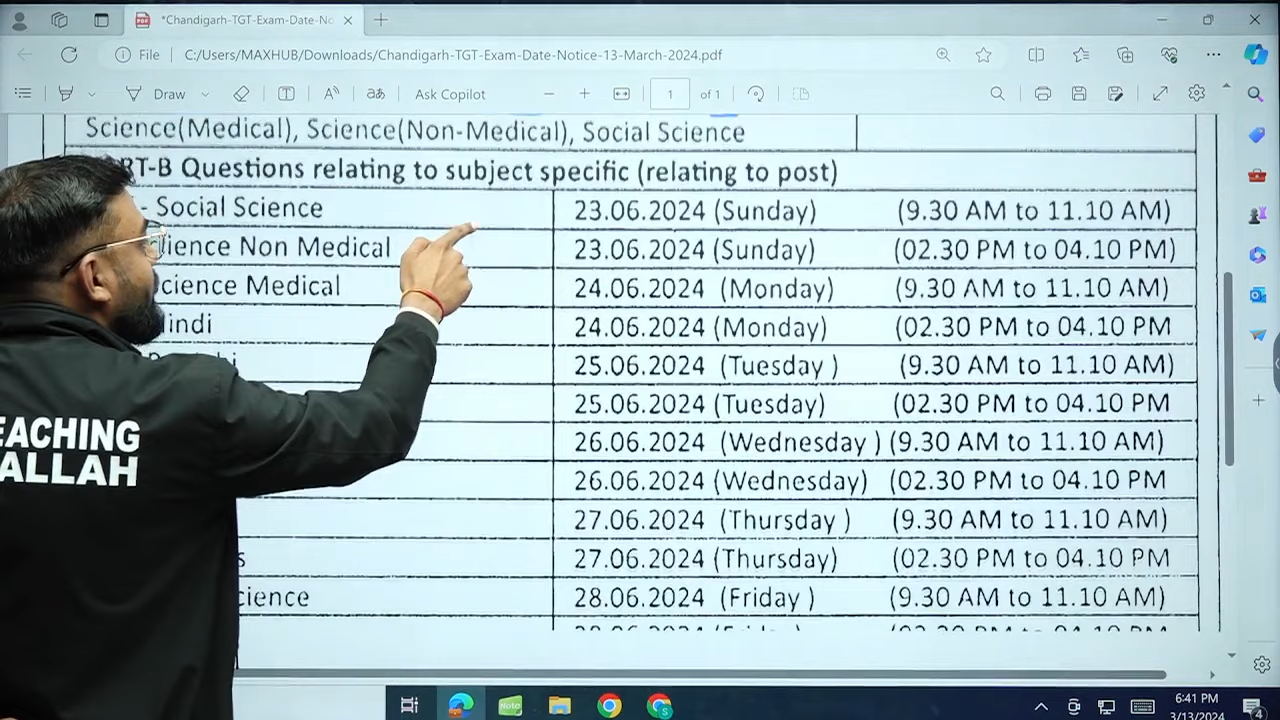 *Chandigarh-TGT-Exam-Date-No
File C:/Users/MAXHUB/Downloads/Chandigarh-TGT-Exam-Date-Notice-13-March-2024.pdf
Draw Ask Copilot 1 of 1
Science(Medical), Science(Non-Medical), Social Science
RT-B Questions relating to subject specific (relating to post)
- Social Science 23.06.2024 (Sunday) (9.30 AM to 11.10 AM)
ience Non Medical 23.06.2024 (Sunday) (02.30 PM to 04.10 PM)
cience Medical 24.06.2024 (Monday) (9.30 AM to 11.10 AM)
indi 24.06.2024 (Monday) (02.30 PM to 04.10 PM
25.06.2024 (Tuesday ) (9.30 AM to 11.10 AM)
25.06.2024 (Tuesday) (02.30 PM to 04.10 PM
26.06.2024 (Wednesday ) (9.30 AM to 11.10 AM)
26.06.2024 (Wednesday) (02.30 PM to 04.10 PM
27.06.2024 (Thursday ) (9.30 AM to 11.10 AM)
s 27.06.2024 (Thursday) (02.30 PM to 04.10 PM
cience 28.06.2024 (Friday ) (9.30 AM to 11.10 AM)
EACHING
ALLAH
Note
6:41 PM
3/13/2024
4